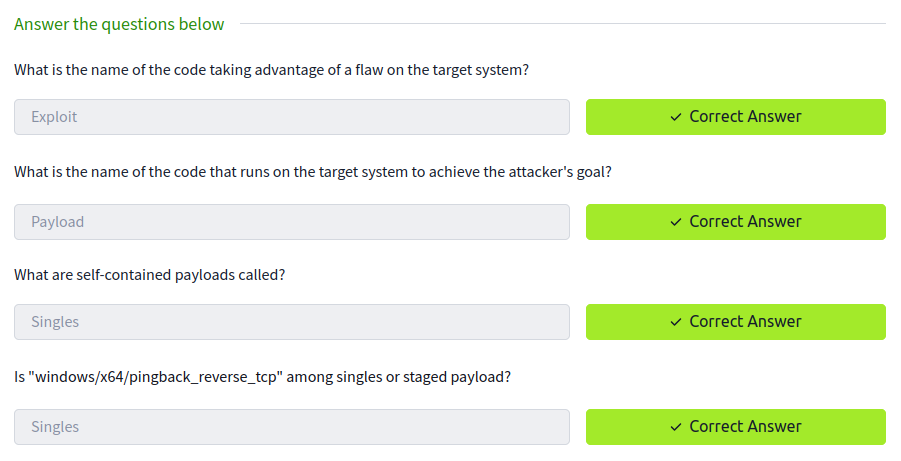 Answer the questions below
What is the name of the code taking advantage of a flaw on the target system?
Exploit
✓ Correct Answer
What is the name of the code that runs on the target system to achieve the attacker's goal?
Payload
✓ Correct Answer
What are self-contained payloads called?
Singles
✓ Correct Answer
Is "windows/x64/pingback_reverse_tcp" among singles or staged payload?
Singles
✓ Correct Answer